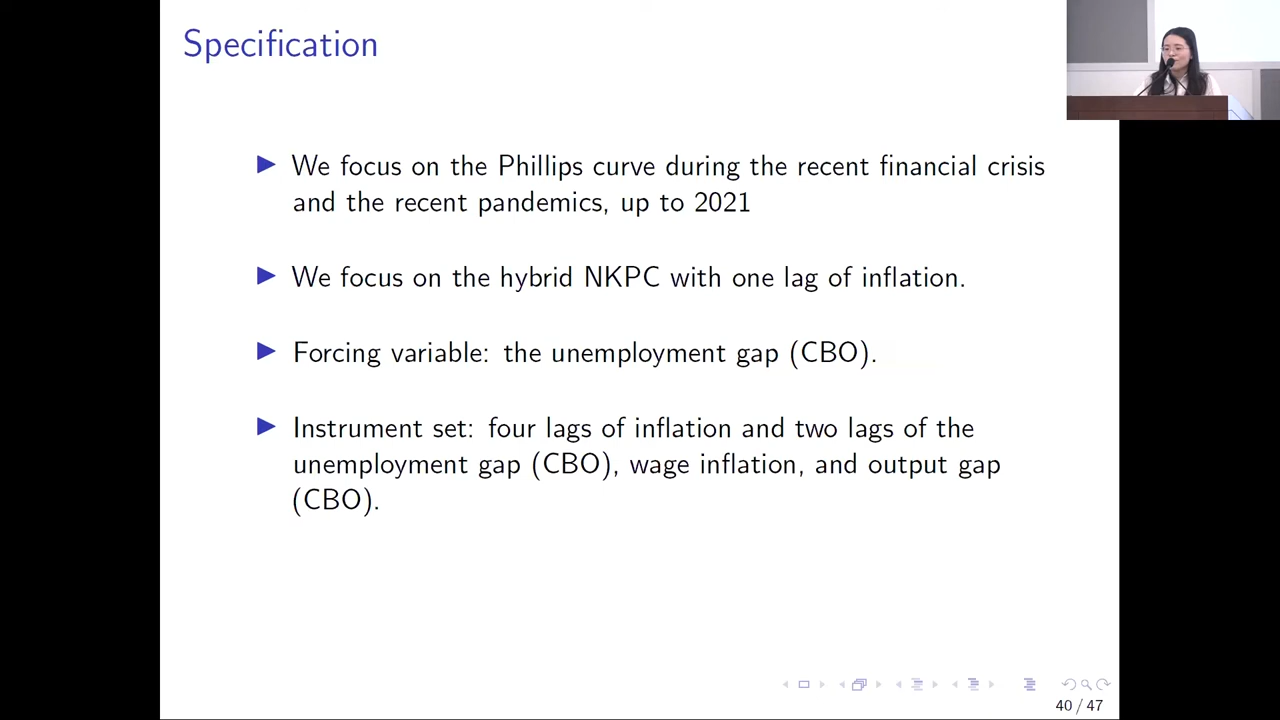 Specification
We focus on the Phillips curve during the recent financial crisis
and the recent pandemics, up to 2021
We focus on the hybrid NKPC with one lag of inflation.
Forcing variable: the unemployment gap (CBO).
Instrument set: four lags of inflation and two lags of the
unemployment gap (CBO), wage inflation, and output gap
(CBO).
40 / 47